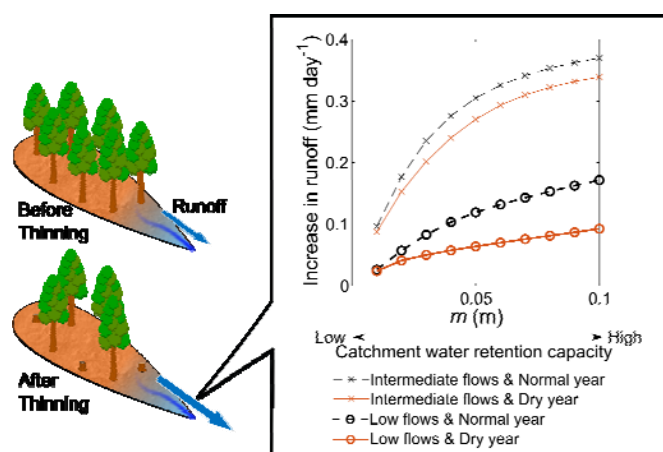 Before
Thinning
Runoff
After
Thinning
Increase in runoff (mm day-1)
0.4
0.3
0.2
0.1
0
0.05
0.1
m (m)
Low
High
Catchment water retention capacity
Intermediate flows & Normal year
Intermediate flows & Dry year
Low flows & Normal year
Low flows & Dry year